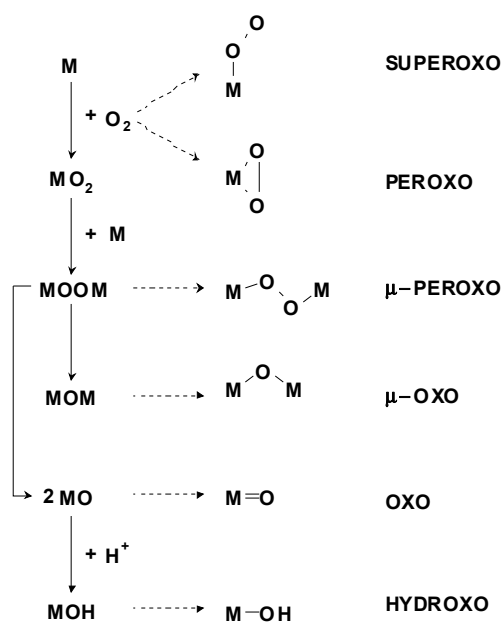 O
O
M SUPEROXO
M
+ O₂
O
MO₂ M PEROXO
O
+ M
MOOM M O O M μ–PEROXO
MOM M O M μ–OXO
2 MO M=O OXO
+ H⁺
MOH M–OH HYDROXO